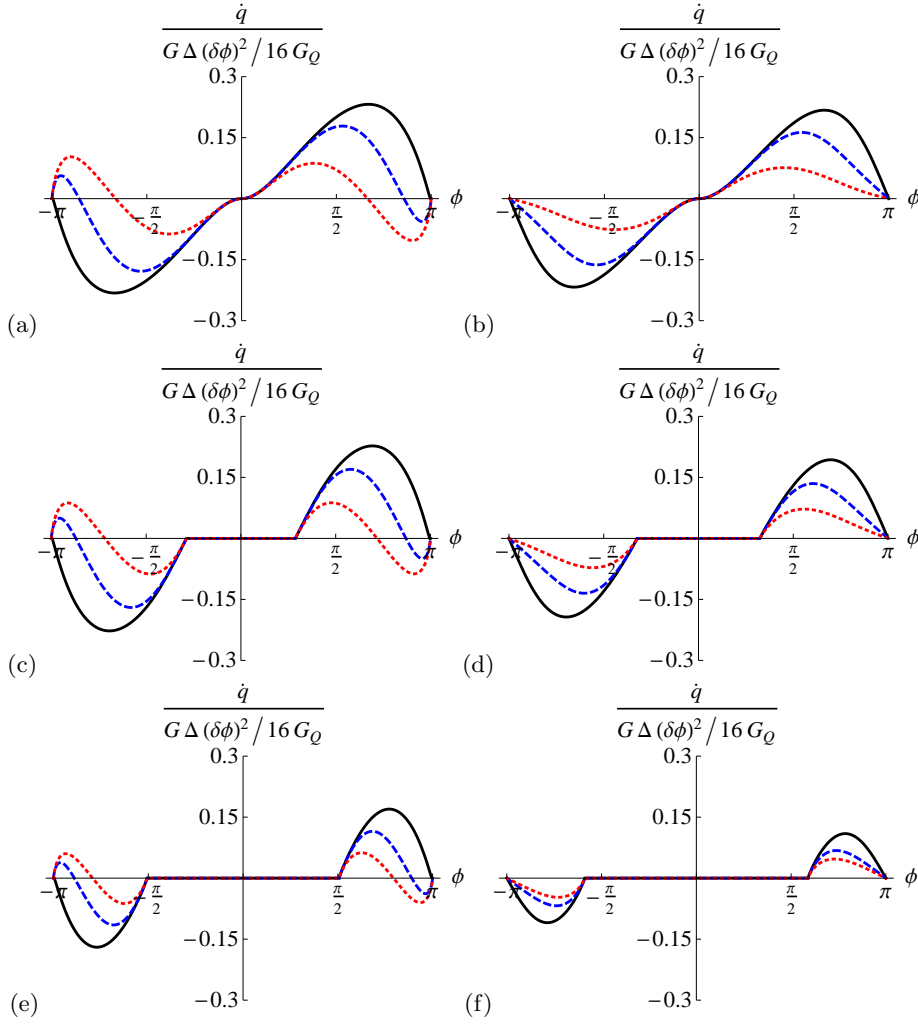 q̇
G Δ (δϕ)² / 16 G_Q
0.3
0.15
−π
−π/2
π/2
π
ϕ
−0.15
−0.3
(a)
q̇
G Δ (δϕ)² / 16 G_Q
0.3
0.15
−π
−π/2
π/2
π
ϕ
−0.15
−0.3
(b)
q̇
G Δ (δϕ)² / 16 G_Q
0.3
0.15
−π
−π/2
π/2
π
ϕ
−0.15
−0.3
(c)
q̇
G Δ (δϕ)² / 16 G_Q
0.3
0.15
−π
−π/2
π/2
π
ϕ
−0.15
−0.3
(d)
q̇
G Δ (δϕ)² / 16 G_Q
0.3
0.15
−π
−π/2
π/2
π
ϕ
−0.15
−0.3
(e)
q̇
G Δ (δϕ)² / 16 G_Q
0.3
0.15
−π
−π/2
π/2
π
ϕ
−0.15
−0.3
(f)